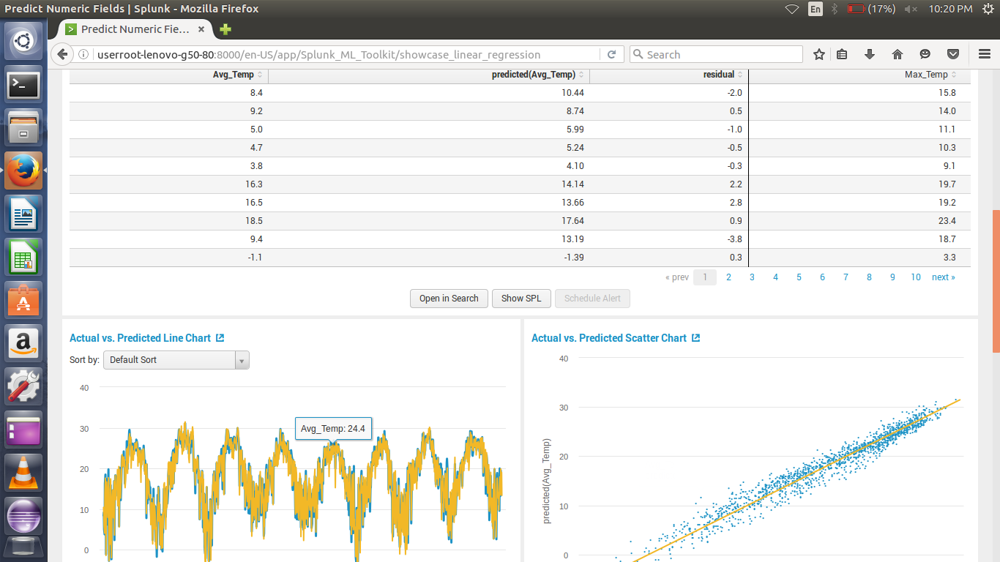 Predict Numeric Fields | Splunk - Mozilla Firefox En (17%) 10:20 PM
Predict Numeric Fie… ×
userroot-lenovo-g50-80:8000/en-US/app/Splunk_ML_Toolkit/showcase_linear_regression Search
Avg_Temp predicted(Avg_Temp) residual Max_Temp
8.4 10.44 -2.0 15.8
9.2 8.74 0.5 14.0
5.0 5.99 -1.0 11.1
4.7 5.24 -0.5 10.3
3.8 4.10 -0.3 9.1
16.3 14.14 2.2 19.7
16.5 13.66 2.8 19.2
18.5 17.64 0.9 23.4
9.4 13.19 -3.8 18.7
-1.1 -1.39 0.3 3.3
« prev 1 2 3 4 5 6 7 8 9 10 next »
Open in Search Show SPL Schedule Alert
Actual vs. Predicted Line Chart
Sort by: Default Sort
40
30
20
10
0
Avg_Temp: 24.4
Actual vs. Predicted Scatter Chart
predicted(Avg_Temp)
40
30
20
10
0